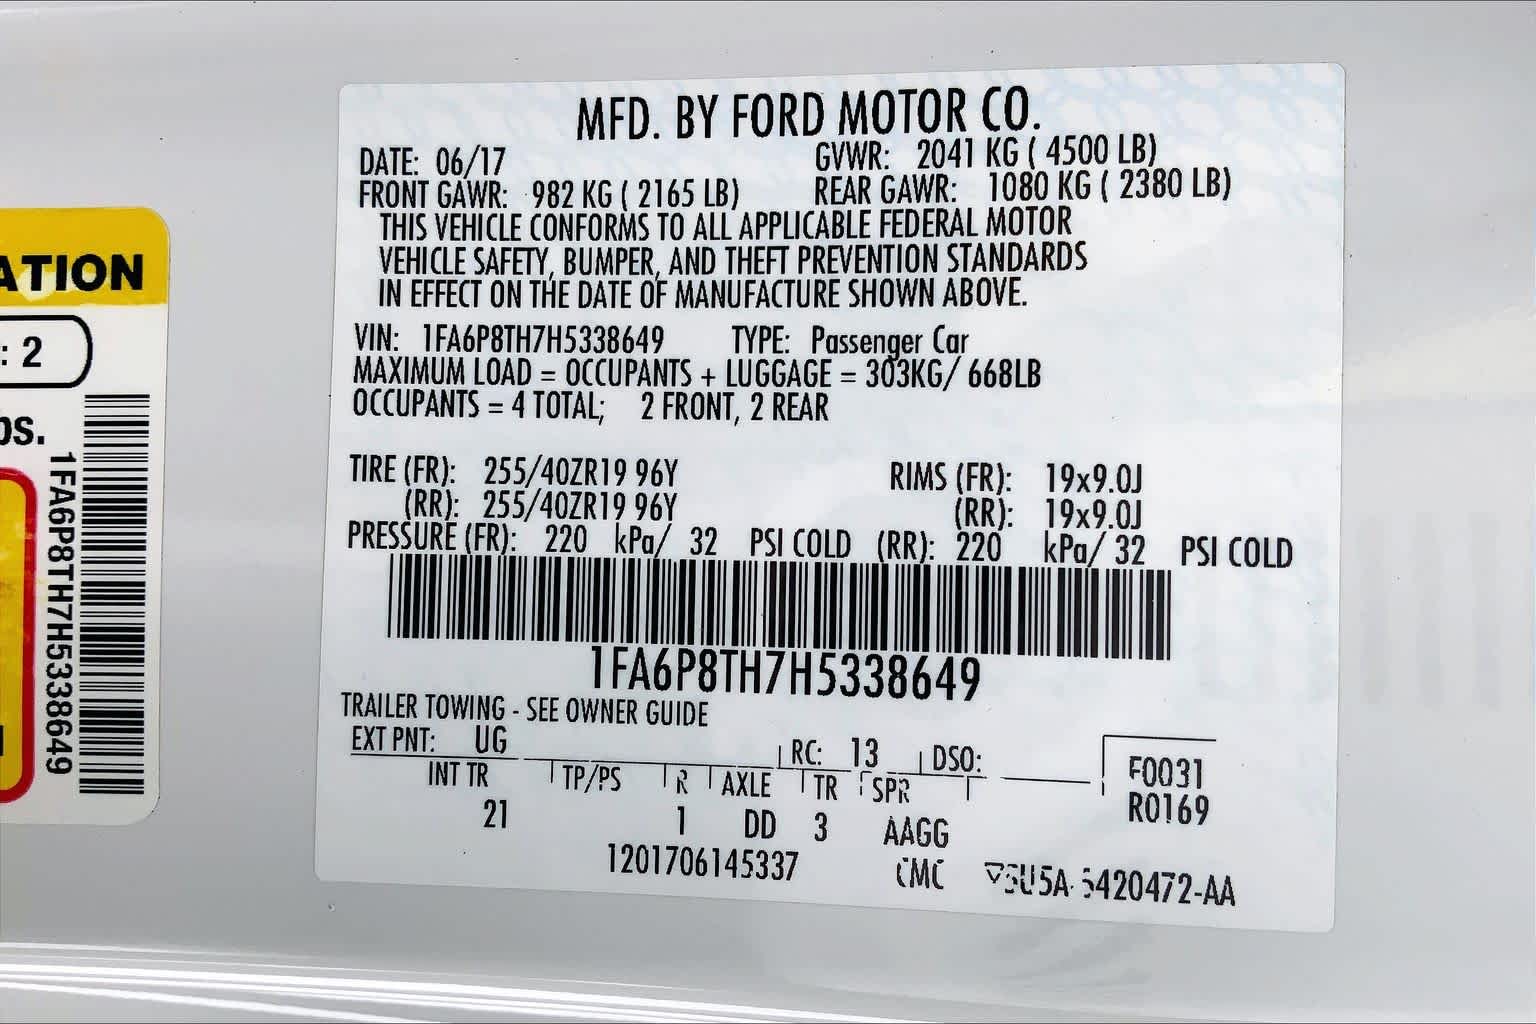 ATION
: 2
bs.
1FA6P8TH7H5338649
MFD. BY FORD MOTOR CO.
DATE: 06/17 GVWR: 2041 KG ( 4500 LB)
FRONT GAWR: 982 KG ( 2165 LB) REAR GAWR: 1080 KG ( 2380 LB)
THIS VEHICLE CONFORMS TO ALL APPLICABLE FEDERAL MOTOR
VEHICLE SAFETY, BUMPER, AND THEFT PREVENTION STANDARDS
IN EFFECT ON THE DATE OF MANUFACTURE SHOWN ABOVE.
VIN: 1FA6P8TH7H5338649 TYPE: Passenger Car
MAXIMUM LOAD = OCCUPANTS + LUGGAGE = 303KG/ 668LB
OCCUPANTS = 4 TOTAL; 2 FRONT, 2 REAR
TIRE (FR): 255/40ZR19 96Y RIMS (FR): 19x9.0J
(RR): 255/40ZR19 96Y (RR): 19x9.0J
PRESSURE (FR): 220 kPa/ 32 PSI COLD (RR): 220 kPa/ 32 PSI COLD
1FA6P8TH7H5338649
TRAILER TOWING - SEE OWNER GUIDE
EXT PNT: UG RC: 13 DSO: F0031
INT TR TP/PS R AXLE TR SPR R0169
21 1 DD 3 AAGG
1201706145337 CMC ▽5U5A-5420472-AA